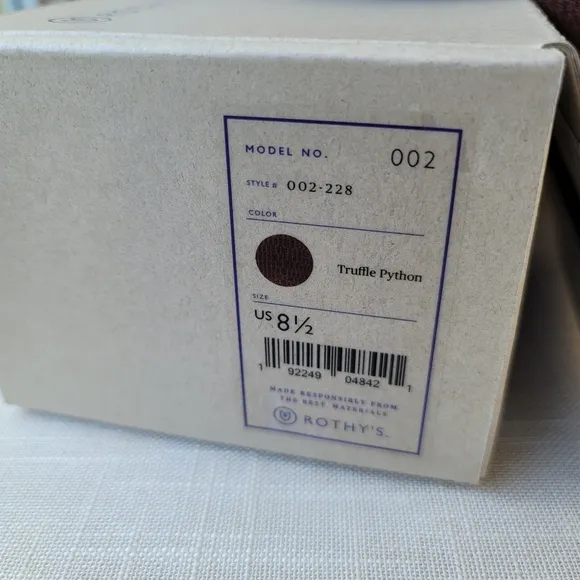 MODEL NO. 002
STYLE # 002-228
COLOR
Truffle Python
SIZE
US 8½
1 92249 04842 1
MADE RESPONSIBLY FROM
THE BEST MATERIALS
ROTHY'S.